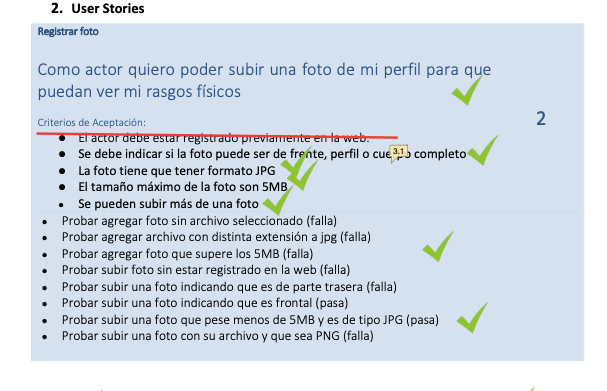 2. User Stories
Registrar foto
Como actor quiero poder subir una foto de mi perfil para que
puedan ver mi rasgos físicos
2
Criterios de Aceptación:
● El actor debe estar registrado previamente en la web.
● Se debe indicar si la foto puede ser de frente, perfil o cuerpo completo
3.1
● La foto tiene que tener formato JPG
● El tamaño máximo de la foto son 5MB
● Se pueden subir más de una foto
● Probar agregar foto sin archivo seleccionado (falla)
● Probar agregar archivo con distinta extensión a jpg (falla)
● Probar agregar foto que supere los 5MB (falla)
● Probar subir foto sin estar registrado en la web (falla)
● Probar subir una foto indicando que es de parte trasera (falla)
● Probar subir una foto indicando que es frontal (pasa)
● Probar subir una foto que pese menos de 5MB y es de tipo JPG (pasa)
● Probar subir una foto con su archivo y que sea PNG (falla)